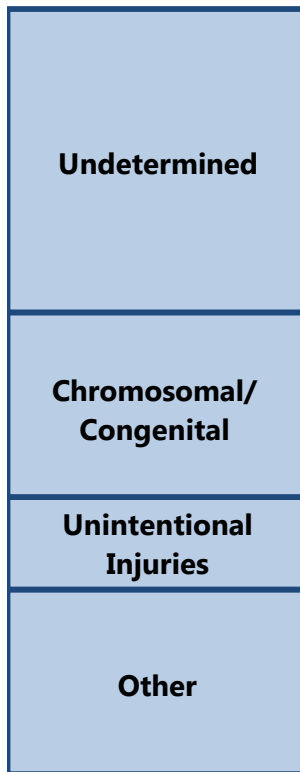 Undetermined
Chromosomal/
Congenital
Unintentional
Injuries
Other